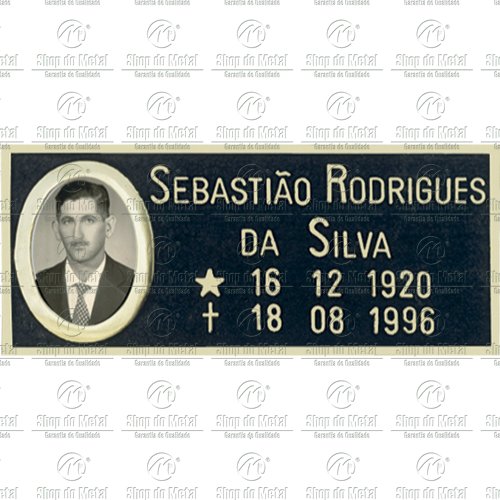 SEBASTIÃO RODRIGUES
DA SILVA
★ 16 12 1920
† 18 08 1996
Shop do Metal
Garantia de Qualidade